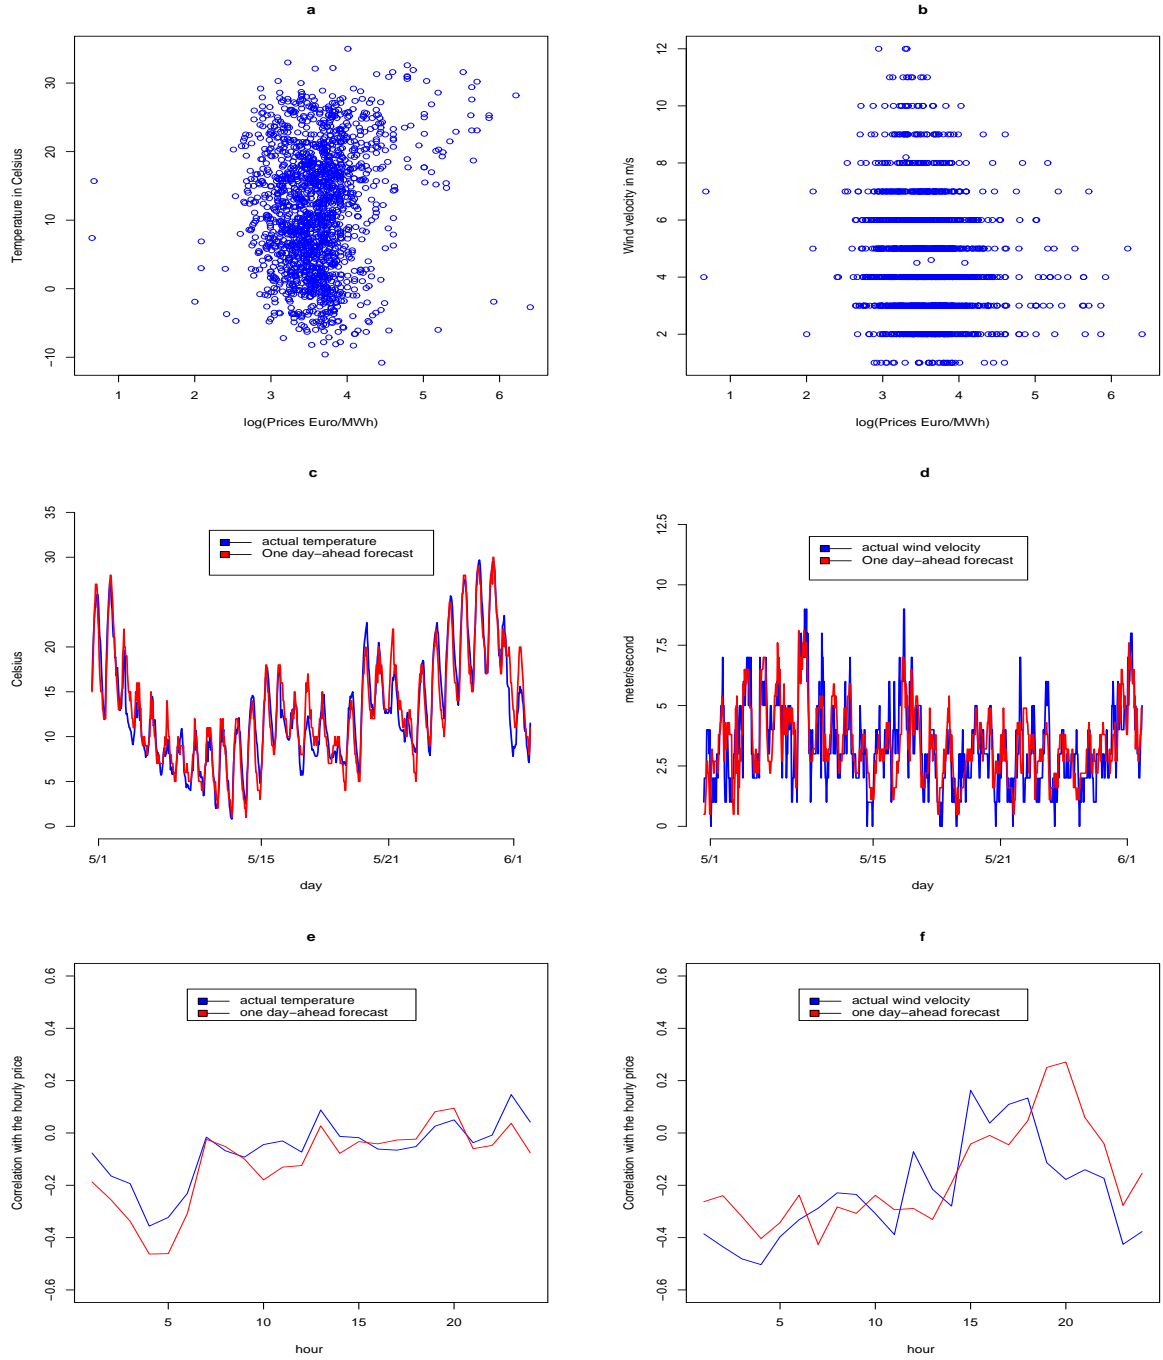 a
30
20
10
0
−10
Temperature in Celsius
1 2 3 4 5 6
log(Prices Euro/MWh)
b
12
10
8
6
4
2
Wind velocity in m/s
1 2 3 4 5 6
log(Prices Euro/MWh)
c
35
30
25
20
15
10
5
0
Celsius
actual temperature
One day−ahead forecast
5/1 5/15 5/21 6/1
day
d
12.5
10
7.5
5
2.5
0
meter/second
actual wind velocity
One day−ahead forecast
5/1 5/15 5/21 6/1
day
e
0.6
0.4
0.2
0.0
−0.2
−0.4
−0.6
Correlation with the hourly price
actual temperature
one day−ahead forecast
5 10 15 20
hour
f
0.6
0.4
0.2
0.0
−0.2
−0.4
−0.6
Correlation with the hourly price
actual wind velocity
one day−ahead forecast
5 10 15 20
hour